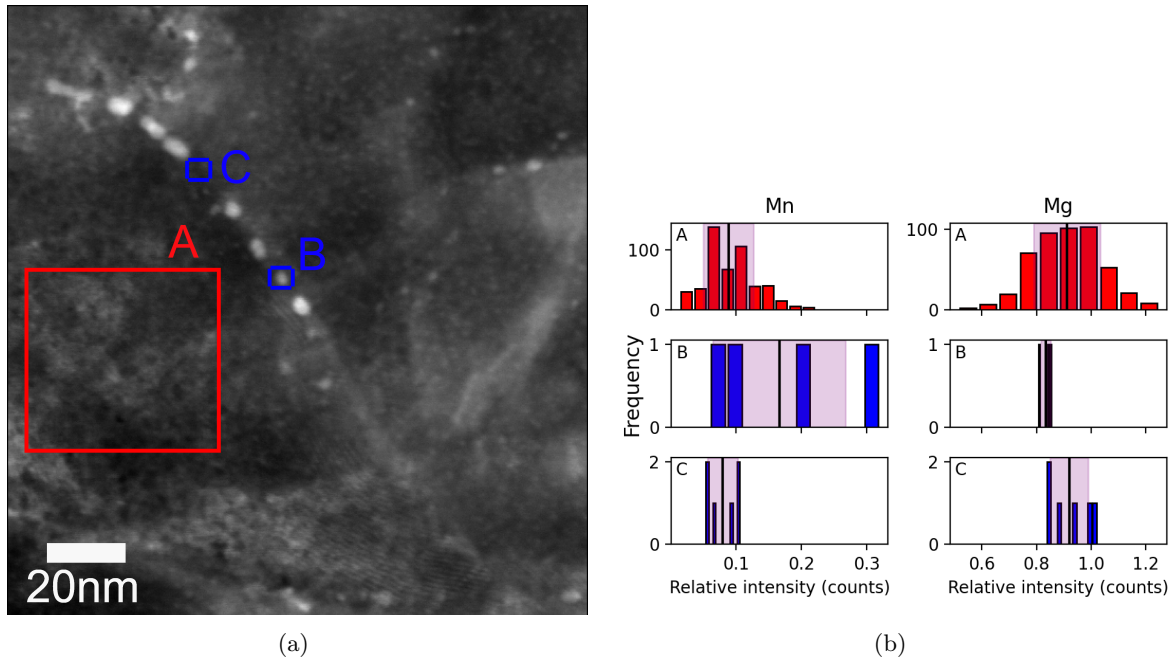 C
A
B
20nm
(a)
Mn
Mg
Frequency
A
100
0
A
100
0
B
1
0
B
1
0
C
2
0
0.1
0.2
0.3
C
2
0
0.6
0.8
1.0
1.2
Relative intensity (counts)
Relative intensity (counts)
(b)